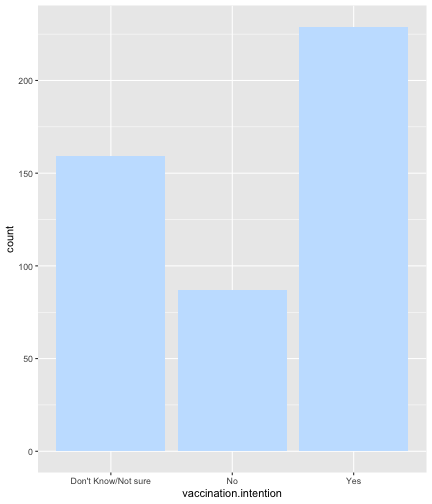 count
200
150
100
50
0
Don't Know/Not sure No Yes
vaccination.intention